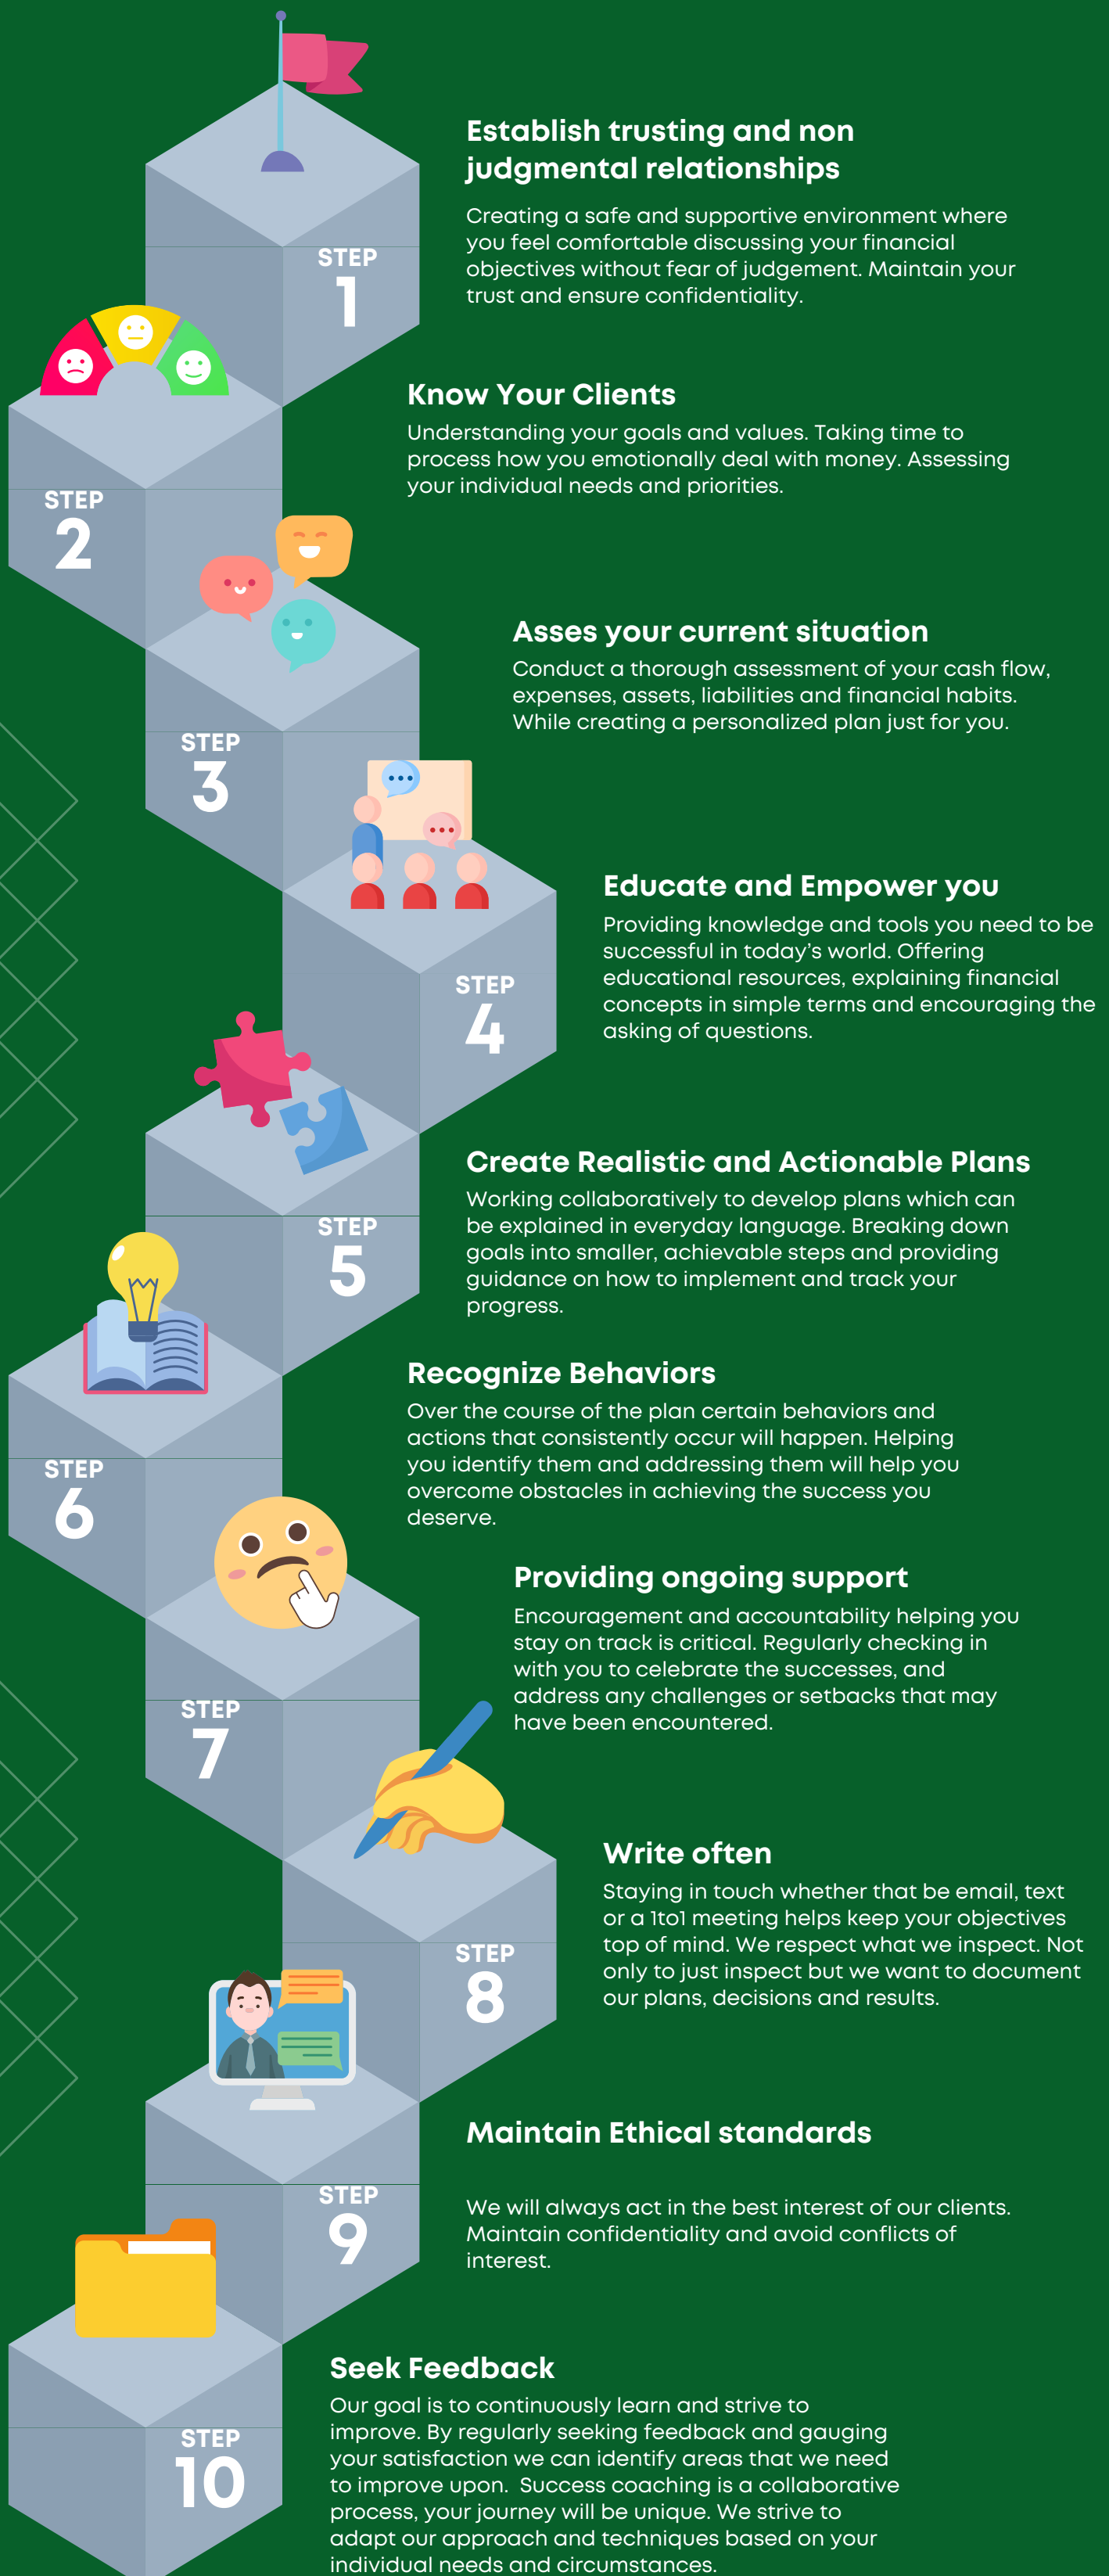 Establish trusting and non
judgmental relationships
Creating a safe and supportive environment where
you feel comfortable discussing your financial
objectives without fear of judgement. Maintain your
trust and ensure confidentiality.
STEP
1
Know Your Clients
Understanding your goals and values. Taking time to
process how you emotionally deal with money. Assessing
your individual needs and priorities.
STEP
2
Asses your current situation
Conduct a thorough assessment of your cash flow,
expenses, assets, liabilities and financial habits.
While creating a personalized plan just for you.
STEP
3
Educate and Empower you
Providing knowledge and tools you need to be
successful in today's world. Offering
educational resources, explaining financial
concepts in simple terms and encouraging the
asking of questions.
STEP
4
Create Realistic and Actionable Plans
Working collaboratively to develop plans which can
be explained in everyday language. Breaking down
goals into smaller, achievable steps and providing
guidance on how to implement and track your
progress.
STEP
5
Recognize Behaviors
Over the course of the plan certain behaviors and
actions that consistently occur will happen. Helping
you identify them and addressing them will help you
overcome obstacles in achieving the success you
deserve.
STEP
6
Providing ongoing support
Encouragement and accountability helping you
stay on track is critical. Regularly checking in
with you to celebrate the successes, and
address any challenges or setbacks that may
have been encountered.
STEP
7
Write often
Staying in touch whether that be email, text
or a 1to1 meeting helps keep your objectives
top of mind. We respect what we inspect. Not
only to just inspect but we want to document
our plans, decisions and results.
STEP
8
Maintain Ethical standards
We will always act in the best interest of our clients.
Maintain confidentiality and avoid conflicts of
interest.
STEP
9
Seek Feedback
Our goal is to continuously learn and strive to
improve. By regularly seeking feedback and gauging
your satisfaction we can identify areas that we need
to improve upon.  Success coaching is a collaborative
process, your journey will be unique. We strive to
adapt our approach and techniques based on your
individual needs and circumstances.
STEP
10